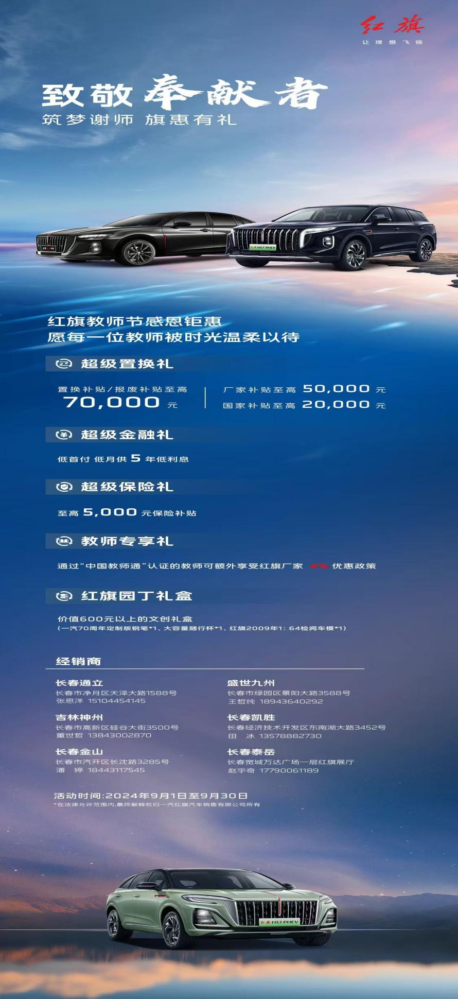 红旗
让理想飞扬
致敬奉献者
筑梦谢师 旗惠有礼
红旗HS7 PHEV
红旗教师节感恩钜惠
愿每一位教师被时光温柔以待
超级置换礼
置换补贴/报废补贴至高
70,000 元
厂家补贴至高 50,000 元
国家补贴至高 20,000 元
超级金融礼
低首付 低月供 5 年低利息
超级保险礼
至高 5,000 元保险补贴
教师专享礼
通过“中国教师通”认证的教师可额外享受红旗厂家 4% 优惠政策
红旗园丁礼盒
价值600元以上的文创礼盒
(一汽70周年定制版钢笔*1、大容量随行杯*1、红旗2009年1：64检阅车模*1)
经销商
长春通立
长春市净月区天泽大路1588号
张思洋 15104454145
盛世九州
长春市绿园区景阳大路3588号
王哲纯 18943640292
吉林神州
长春市高新区硅谷大街3500号
董世哲 13843002870
长春凯胜
长春经济技术开发区东南湖大路3452号
田 冰 13578882730
长春金山
长春市汽开区长沈路3285号
潘 婷 18443117545
长春泰岳
长春宽城万达广场一层红旗展厅
赵宇奇 17790061189
活动时间:2024年9月1日至9月30日
*在法律允许范围内,最终解释权归一汽红旗汽车销售有限公司所有
红旗HS3 PHEV